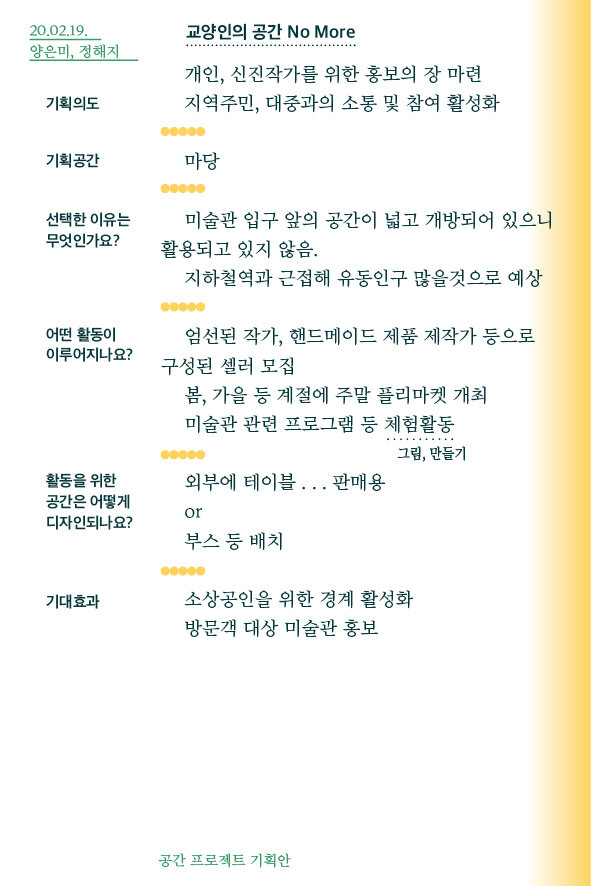 20.02.19.
양은미, 정해지
교양인의 공간 No More
개인, 신진작가를 위한 홍보의 장 마련
기획의도
지역주민, 대중과의 소통 및 참여 활성화
기획공간
마당
선택한 이유는
무엇인가요?
미술관 입구 앞의 공간이 넓고 개방되어 있으니
활용되고 있지 않음.
지하철역과 근접해 유동인구 많을것으로 예상
어떤 활동이
이루어지나요?
엄선된 작가, 핸드메이드 제품 제작가 등으로
구성된 셀러 모집
봄, 가을 등 계절에 주말 플리마켓 개최
미술관 관련 프로그램 등 체험활동
그림, 만들기
활동을 위한
공간은 어떻게
디자인되나요?
외부에 테이블 . . . 판매용
or
부스 등 배치
기대효과
소상공인을 위한 경계 활성화
방문객 대상 미술관 홍보
공간 프로젝트 기획안